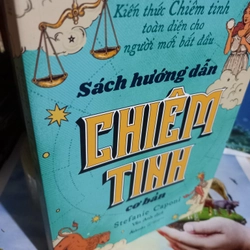 Kiến thức Chiêm tinh
toàn diện cho
người mới bắt đầu
Sách hướng dẫn
CHIÊM
TINH
cơ bản
Stefanie Caponi